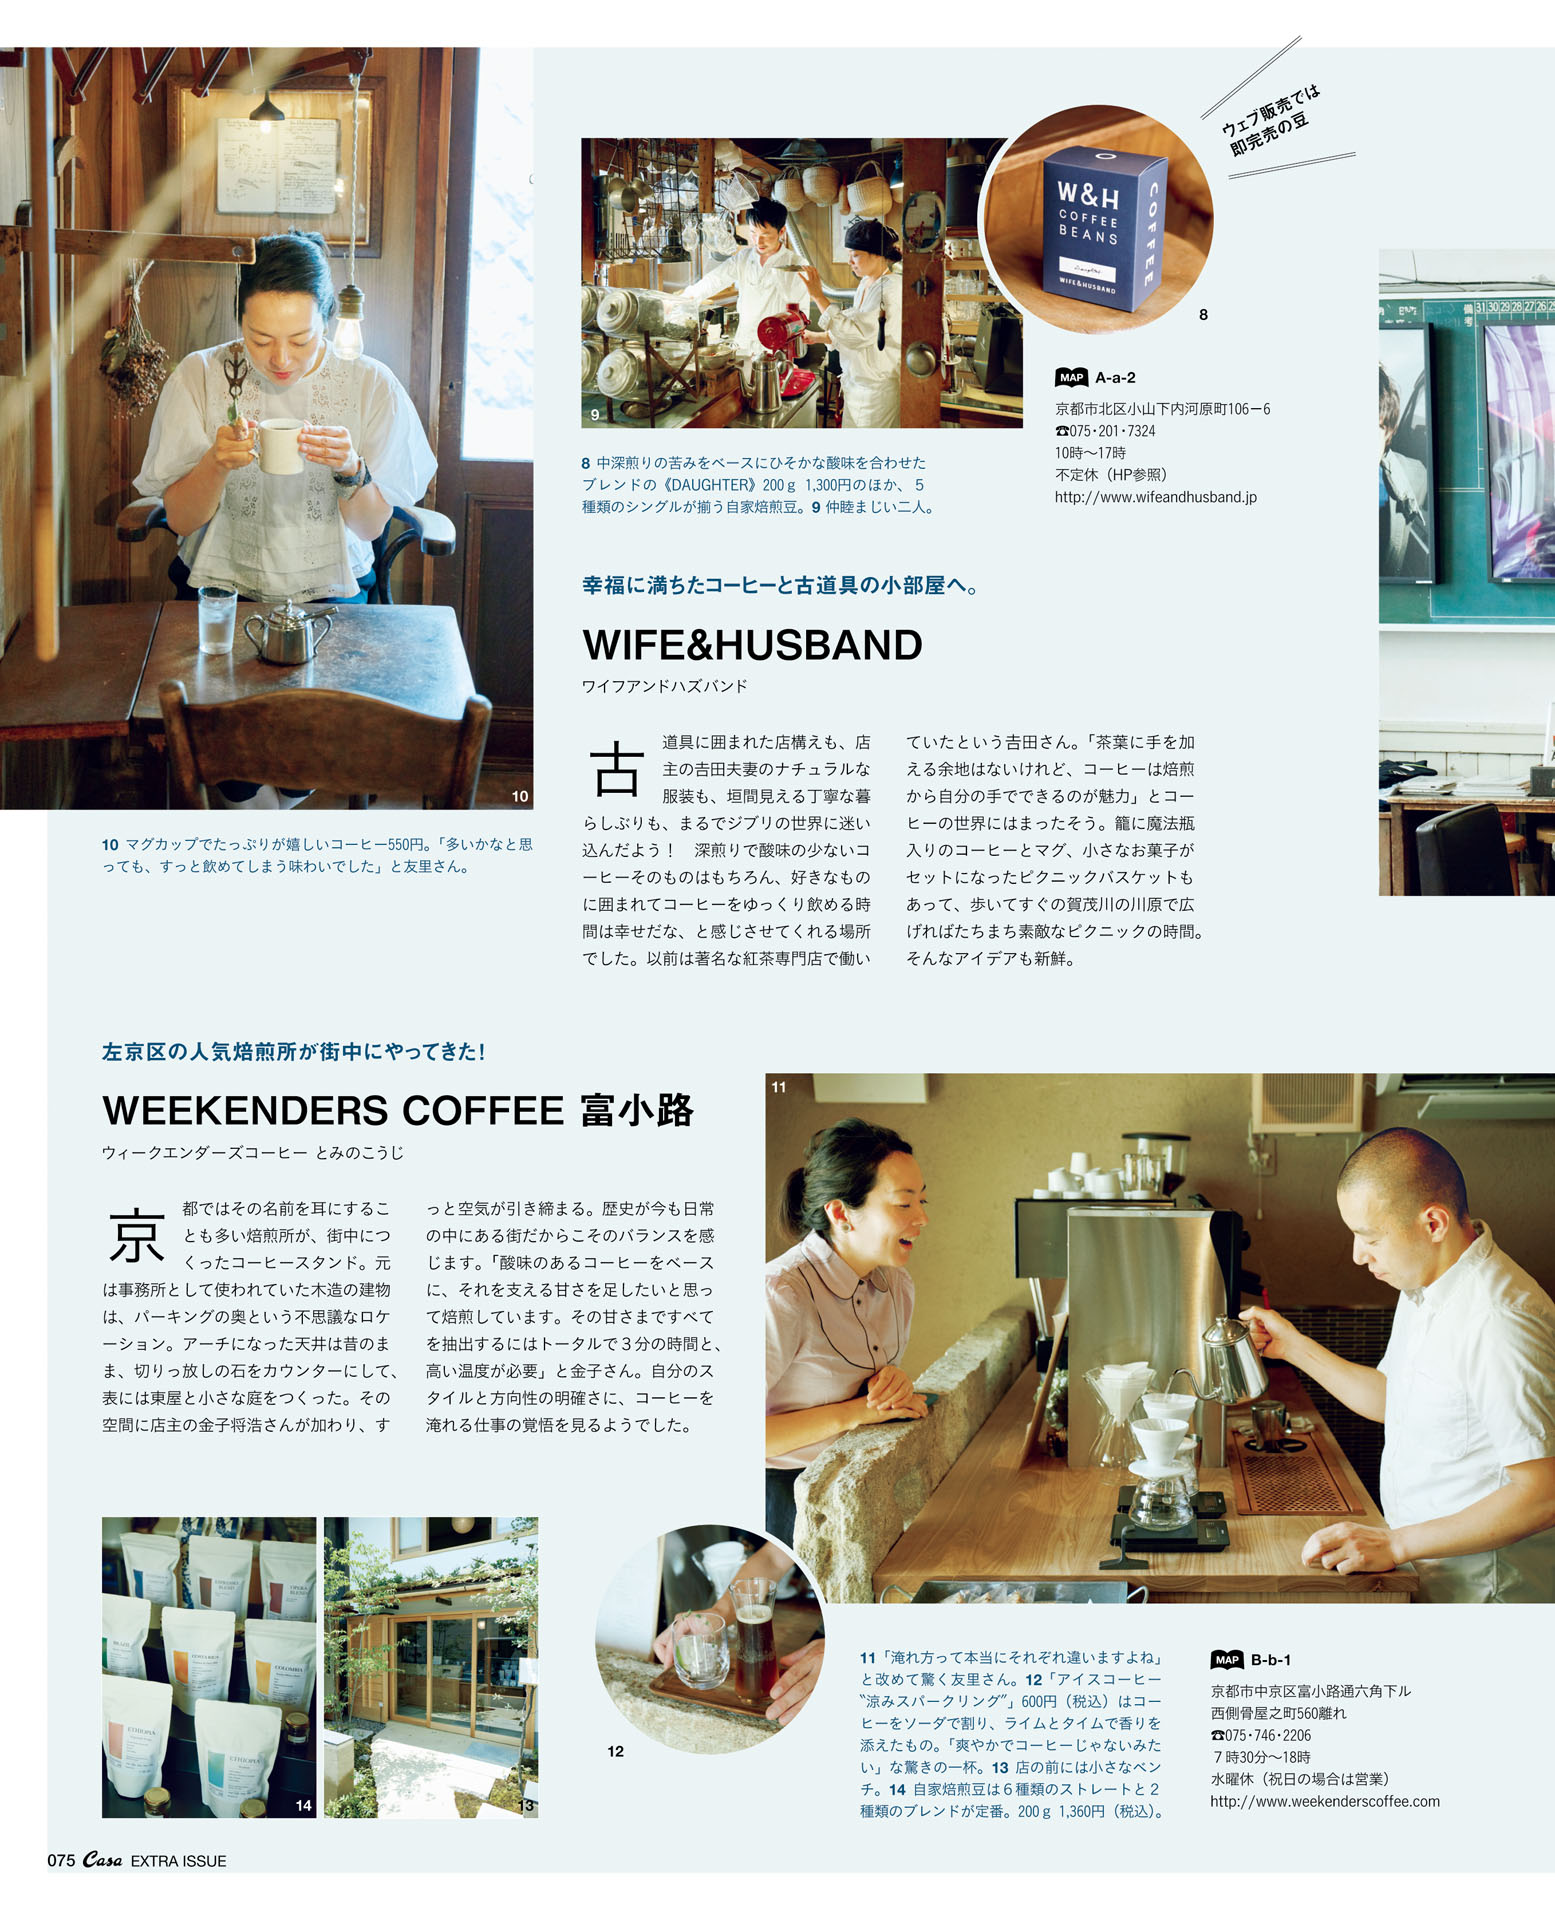 ウェブ販売では
即完売の豆
W&H
COFFEE
BEANS
WIFE&HUSBAND
COFFEE
8
9
MAP A-a-2
京都市北区小山下内河原町106−6
☎075・201・7324
10時〜17時
不定休（HP参照）
http://www.wifeandhusband.jp
8 中深煎りの苦みをベースにひそかな酸味を合わせた
ブレンドの《DAUGHTER》200g 1,300円のほか、5
種類のシングルが揃う自家焙煎豆。9 仲睦まじい二人。
幸福に満ちたコーヒーと古道具の小部屋へ。
WIFE&HUSBAND
ワイフアンドハズバンド
古道具に囲まれた店構えも、店
主の𠮷田夫妻のナチュラルな
服装も、垣間見える丁寧な暮
らしぶりも、まるでジブリの世界に迷い
込んだよう！　深煎りで酸味の少ないコ
ーヒーそのものはもちろん、好きなもの
に囲まれてコーヒーをゆっくり飲める時
間は幸せだな、と感じさせてくれる場所
でした。以前は著名な紅茶専門店で働い
ていたという𠮷田さん。「茶葉に手を加
える余地はないけれど、コーヒーは焙煎
から自分の手でできるのが魅力」とコー
ヒーの世界にはまったそう。籠に魔法瓶
入りのコーヒーとマグ、小さなお菓子が
セットになったピクニックバスケットも
あって、歩いてすぐの賀茂川の川原で広
げればたちまち素敵なピクニックの時間。
そんなアイデアも新鮮。
10
10 マグカップでたっぷりが嬉しいコーヒー550円。「多いかなと思
っても、すっと飲めてしまう味わいでした」と友里さん。
備考
31 30 29 28 27 26
左京区の人気焙煎所が街中にやってきた！
WEEKENDERS COFFEE 富小路
ウィークエンダーズコーヒー とみのこうじ
京都ではその名前を耳にするこ
とも多い焙煎所が、街中につ
くったコーヒースタンド。元
は事務所として使われていた木造の建物
は、パーキングの奥という不思議なロケ
ーション。アーチになった天井は昔のま
ま、切りっ放しの石をカウンターにして、
表には東屋と小さな庭をつくった。その
空間に店主の金子将浩さんが加わり、す
っと空気が引き締まる。歴史が今も日常
の中にある街だからこそのバランスを感
じます。「酸味のあるコーヒーをベース
に、それを支える甘さを足したいと思っ
て焙煎しています。その甘さまですべて
を抽出するにはトータルで３分の時間と、
高い温度が必要」と金子さん。自分のス
タイルと方向性の明確さに、コーヒーを
淹れる仕事の覚悟を見るようでした。
11
ESPRESSO
BLEND
OPERA
BLEND
BRAZIL
COSTA RICA
COLOMBIA
ETHIOPIA
ETHIOPIA
14
13
12
11「淹れ方って本当にそれぞれ違いますよね」
と改めて驚く友里さん。12「アイスコーヒー
〝涼みスパークリング〟」600円（税込）はコー
ヒーをソーダで割り、ライムとタイムで香りを
添えたもの。「爽やかでコーヒーじゃないみた
い」な驚きの一杯。13 店の前には小さなベン
チ。14 自家焙煎豆は６種類のストレートと２
種類のブレンドが定番。200g 1,360円（税込）。
MAP B-b-1
京都市中京区富小路通六角下ル
西側骨屋之町560離れ
☎075・746・2206
７時30分〜18時
水曜休（祝日の場合は営業）
http://www.weekenderscoffee.com
075 Casa EXTRA ISSUE